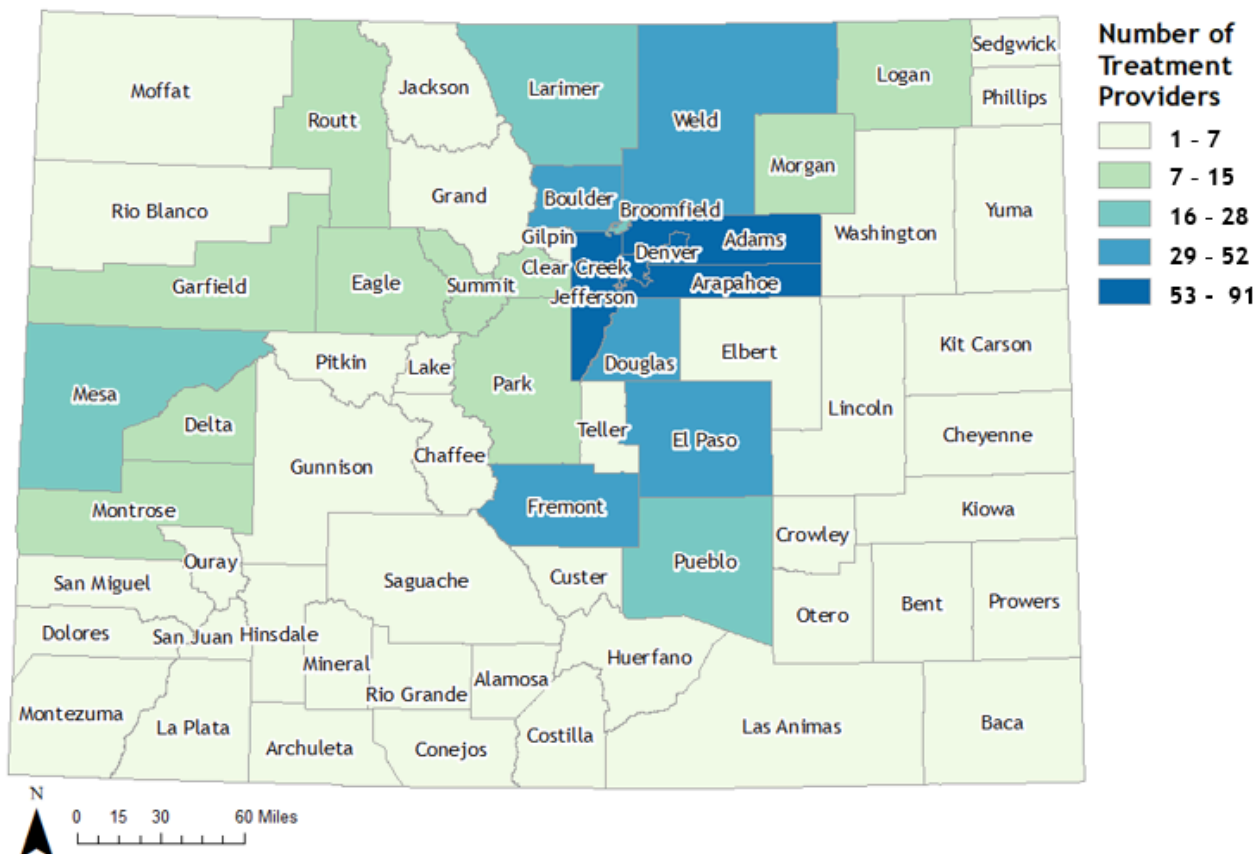 Number of
Treatment
Providers
1 - 7
7 - 15
16 - 28
29 - 52
53 - 91
Moffat
Routt
Jackson
Larimer
Weld
Logan
Sedgwick
Phillips
Morgan
Rio Blanco
Grand
Boulder
Broomfield
Gilpin
Denver
Adams
Washington
Yuma
Garfield
Eagle
Summit
Clear Creek
Jefferson
Arapahoe
Mesa
Pitkin
Lake
Park
Douglas
Elbert
Lincoln
Kit Carson
Delta
Gunnison
Chaffee
Teller
El Paso
Cheyenne
Montrose
Fremont
Crowley
Kiowa
Ouray
San Miguel
Saguache
Custer
Pueblo
Otero
Bent
Prowers
Dolores
San Juan
Hinsdale
Mineral
Rio Grande
Alamosa
Huerfano
Montezuma
La Plata
Archuleta
Conejos
Costilla
Las Animas
Baca
N
0 15 30 60 Miles